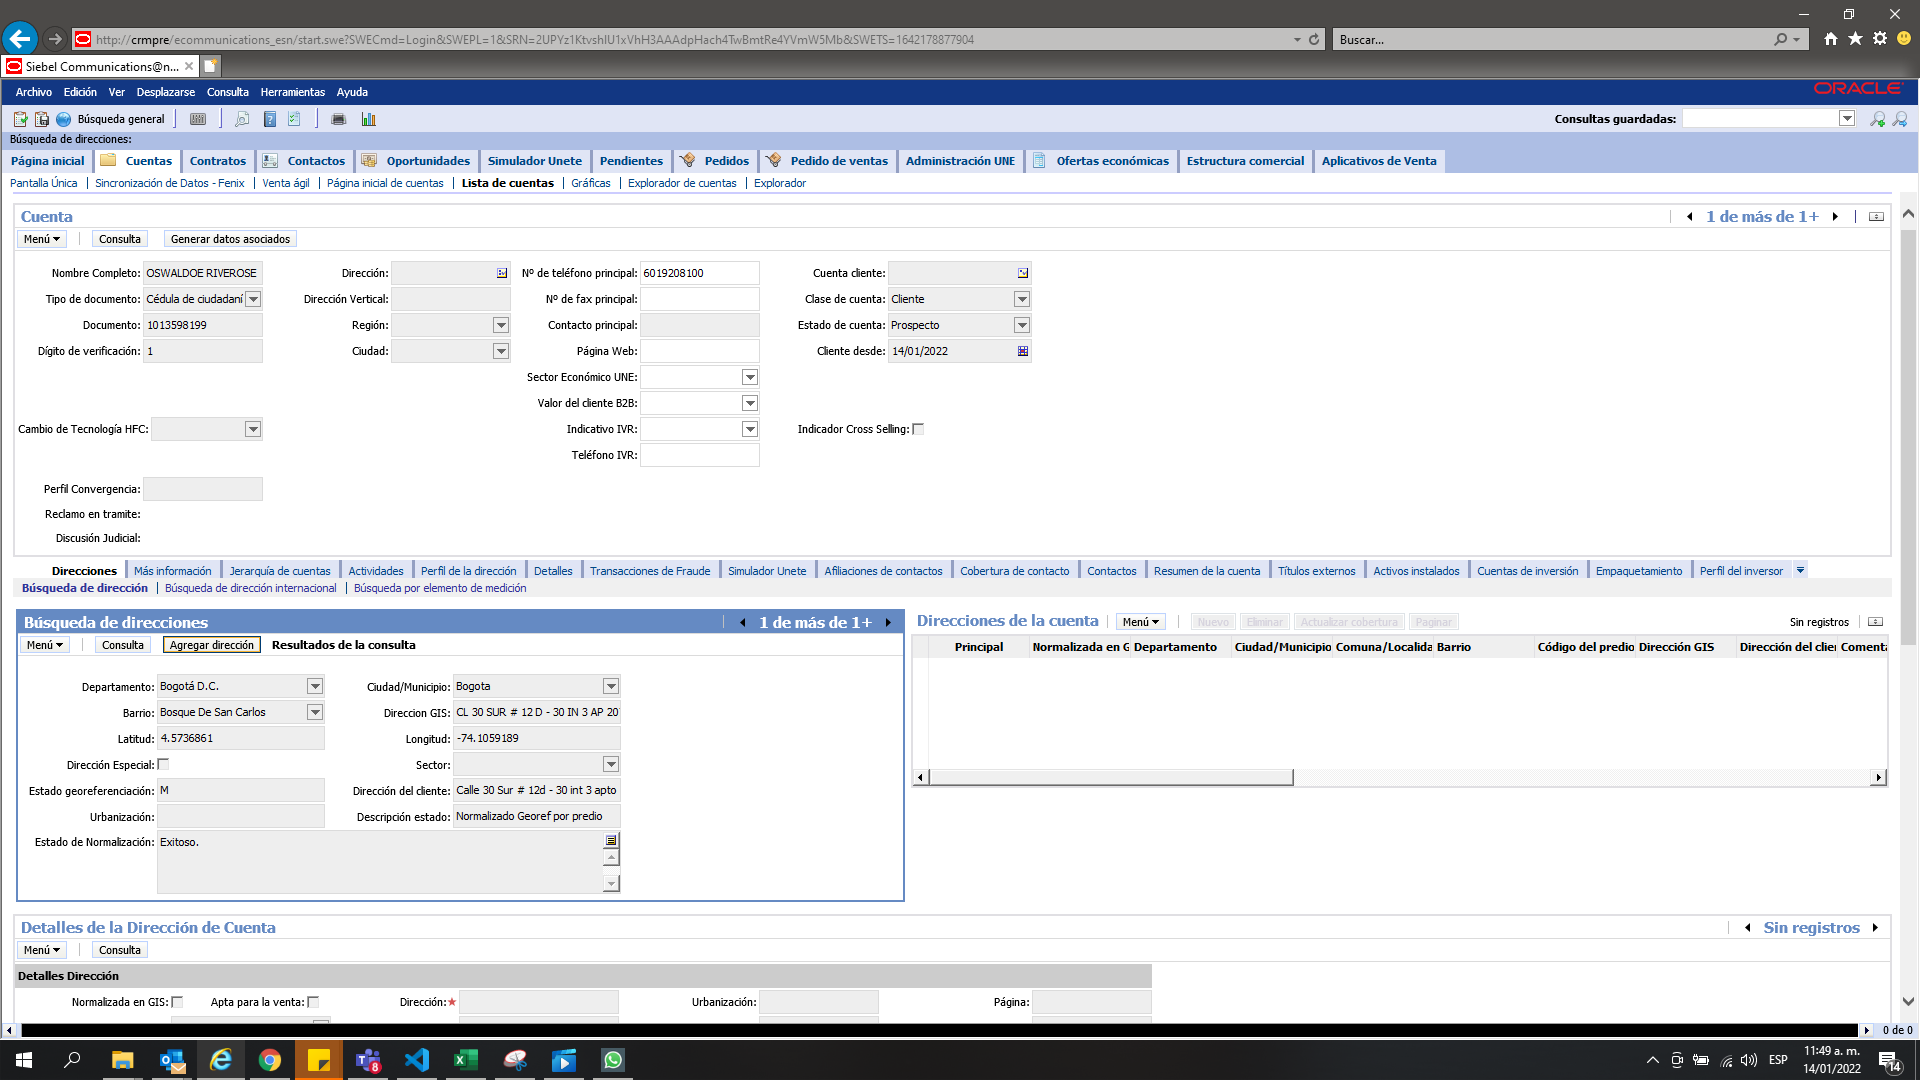 http://crmpre/ecommunications_esn/start.swe?SWECmd=Login&SWEPL=1&SRN=2UPYz1KtvshIU1xVhH3AAAdpHach4TwBmtRe4YVmW5Mb&SWETS=1642178877904
Buscar...
Siebel Communications@n...
Archivo Edición Ver Desplazarse Consulta Herramientas Ayuda
ORACLE
Búsqueda general
Consultas guardadas:
Búsqueda de direcciones:
Página inicial Cuentas Contratos Contactos Oportunidades Simulador Unete Pendientes Pedidos Pedido de ventas Administración UNE Ofertas económicas Estructura comercial Aplicativos de Venta
Pantalla Única Sincronización de Datos - Fenix Venta ágil Página inicial de cuentas Lista de cuentas Gráficas Explorador de cuentas Explorador
Cuenta 1 de más de 1+
Menú Consulta Generar datos asociados
Nombre Completo: OSWALDOE RIVEROSE Dirección: Nº de teléfono principal: 6019208100 Cuenta cliente:
Tipo de documento: Cédula de ciudadaní Dirección Vertical: Nº de fax principal: Clase de cuenta: Cliente
Documento: 1013598199 Región: Contacto principal: Estado de cuenta: Prospecto
Dígito de verificación: 1 Ciudad: Página Web: Cliente desde: 14/01/2022
Sector Económico UNE:
Valor del cliente B2B:
Cambio de Tecnología HFC: Indicativo IVR: Indicador Cross Selling:
Teléfono IVR:
Perfil Convergencia:
Reclamo en tramite:
Discusión Judicial:
Direcciones Más información Jerarquía de cuentas Actividades Perfil de la dirección Detalles Transacciones de Fraude Simulador Unete Afiliaciones de contactos Cobertura de contacto Contactos Resumen de la cuenta Títulos externos Activos instalados Cuentas de inversión Empaquetamiento Perfil del inversor
Búsqueda de dirección Búsqueda de dirección internacional Búsqueda por elemento de medición
Búsqueda de direcciones 1 de más de 1+
Menú Consulta Agregar dirección Resultados de la consulta
Departamento: Bogotá D.C. Ciudad/Municipio: Bogota
Barrio: Bosque De San Carlos Direccion GIS: CL 30 SUR # 12 D - 30 IN 3 AP 20
Latitud: 4.5736861 Longitud: -74.1059189
Dirección Especial: Sector:
Estado georeferenciación: M Dirección del cliente: Calle 30 Sur # 12d - 30 int 3 apto
Urbanización: Descripción estado: Normalizado Georef por predio
Estado de Normalización: Exitoso.
Direcciones de la cuenta Menú Nuevo Eliminar Actualizar cobertura Paginar Sin registros
Principal Normalizada en G Departamento Ciudad/Municipio Comuna/Localida Barrio Código del predio Dirección GIS Dirección del clie Coment
Detalles de la Dirección de Cuenta Sin registros
Menú Consulta
Detalles Dirección
Normalizada en GIS: Apta para la venta: Dirección:★ Urbanización: Página:
0 de 0
8
ESP
11:49 a. m.
14/01/2022
14